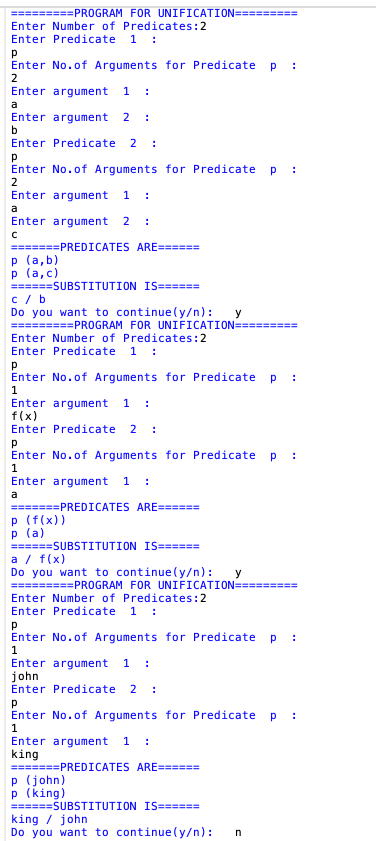 =========PROGRAM FOR UNIFICATION=========
Enter Number of Predicates:2
Enter Predicate  1  :
p
Enter No.of Arguments for Predicate  p  :
2
Enter argument  1  :
a
Enter argument  2  :
b
Enter Predicate  2  :
p
Enter No.of Arguments for Predicate  p  :
2
Enter argument  1  :
a
Enter argument  2  :
c
=======PREDICATES ARE======
p (a,b)
p (a,c)
======SUBSTITUTION IS======
c / b
Do you want to continue(y/n):   y
=========PROGRAM FOR UNIFICATION=========
Enter Number of Predicates:2
Enter Predicate  1  :
p
Enter No.of Arguments for Predicate  p  :
1
Enter argument  1  :
f(x)
Enter Predicate  2  :
p
Enter No.of Arguments for Predicate  p  :
1
Enter argument  1  :
a
=======PREDICATES ARE======
p (f(x))
p (a)
======SUBSTITUTION IS======
a / f(x)
Do you want to continue(y/n):   y
=========PROGRAM FOR UNIFICATION=========
Enter Number of Predicates:2
Enter Predicate  1  :
p
Enter No.of Arguments for Predicate  p  :
1
Enter argument  1  :
john
Enter Predicate  2  :
p
Enter No.of Arguments for Predicate  p  :
1
Enter argument  1  :
king
=======PREDICATES ARE======
p (john)
p (king)
======SUBSTITUTION IS======
king / john
Do you want to continue(y/n):   n